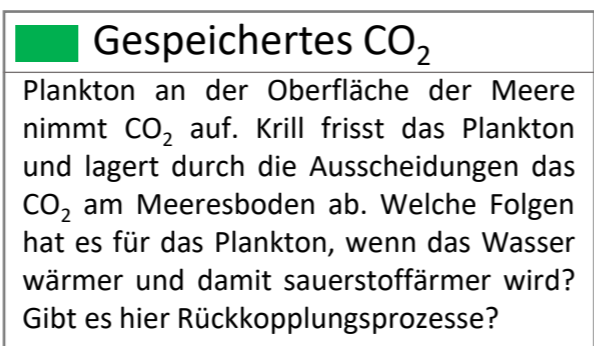 Gespeichertes CO₂
Plankton an der Oberfläche der Meere
nimmt CO₂ auf. Krill frisst das Plankton
und lagert durch die Ausscheidungen das
CO₂ am Meeresboden ab. Welche Folgen
hat es für das Plankton, wenn das Wasser
wärmer und damit sauerstoffärmer wird?
Gibt es hier Rückkopplungsprozesse?